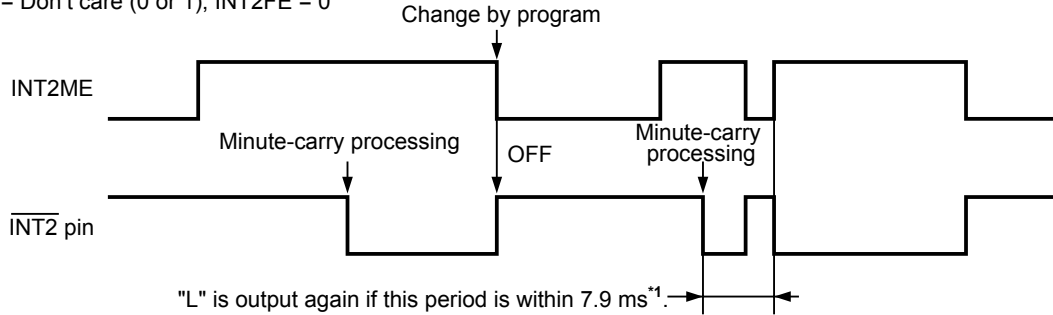 = Don't care (0 or 1), INT2FE = 0
Change by program
INT2ME
Minute-carry processing
OFF
Minute-carry
processing
INT2 pin
"L" is output again if this period is within 7.9 ms*1.